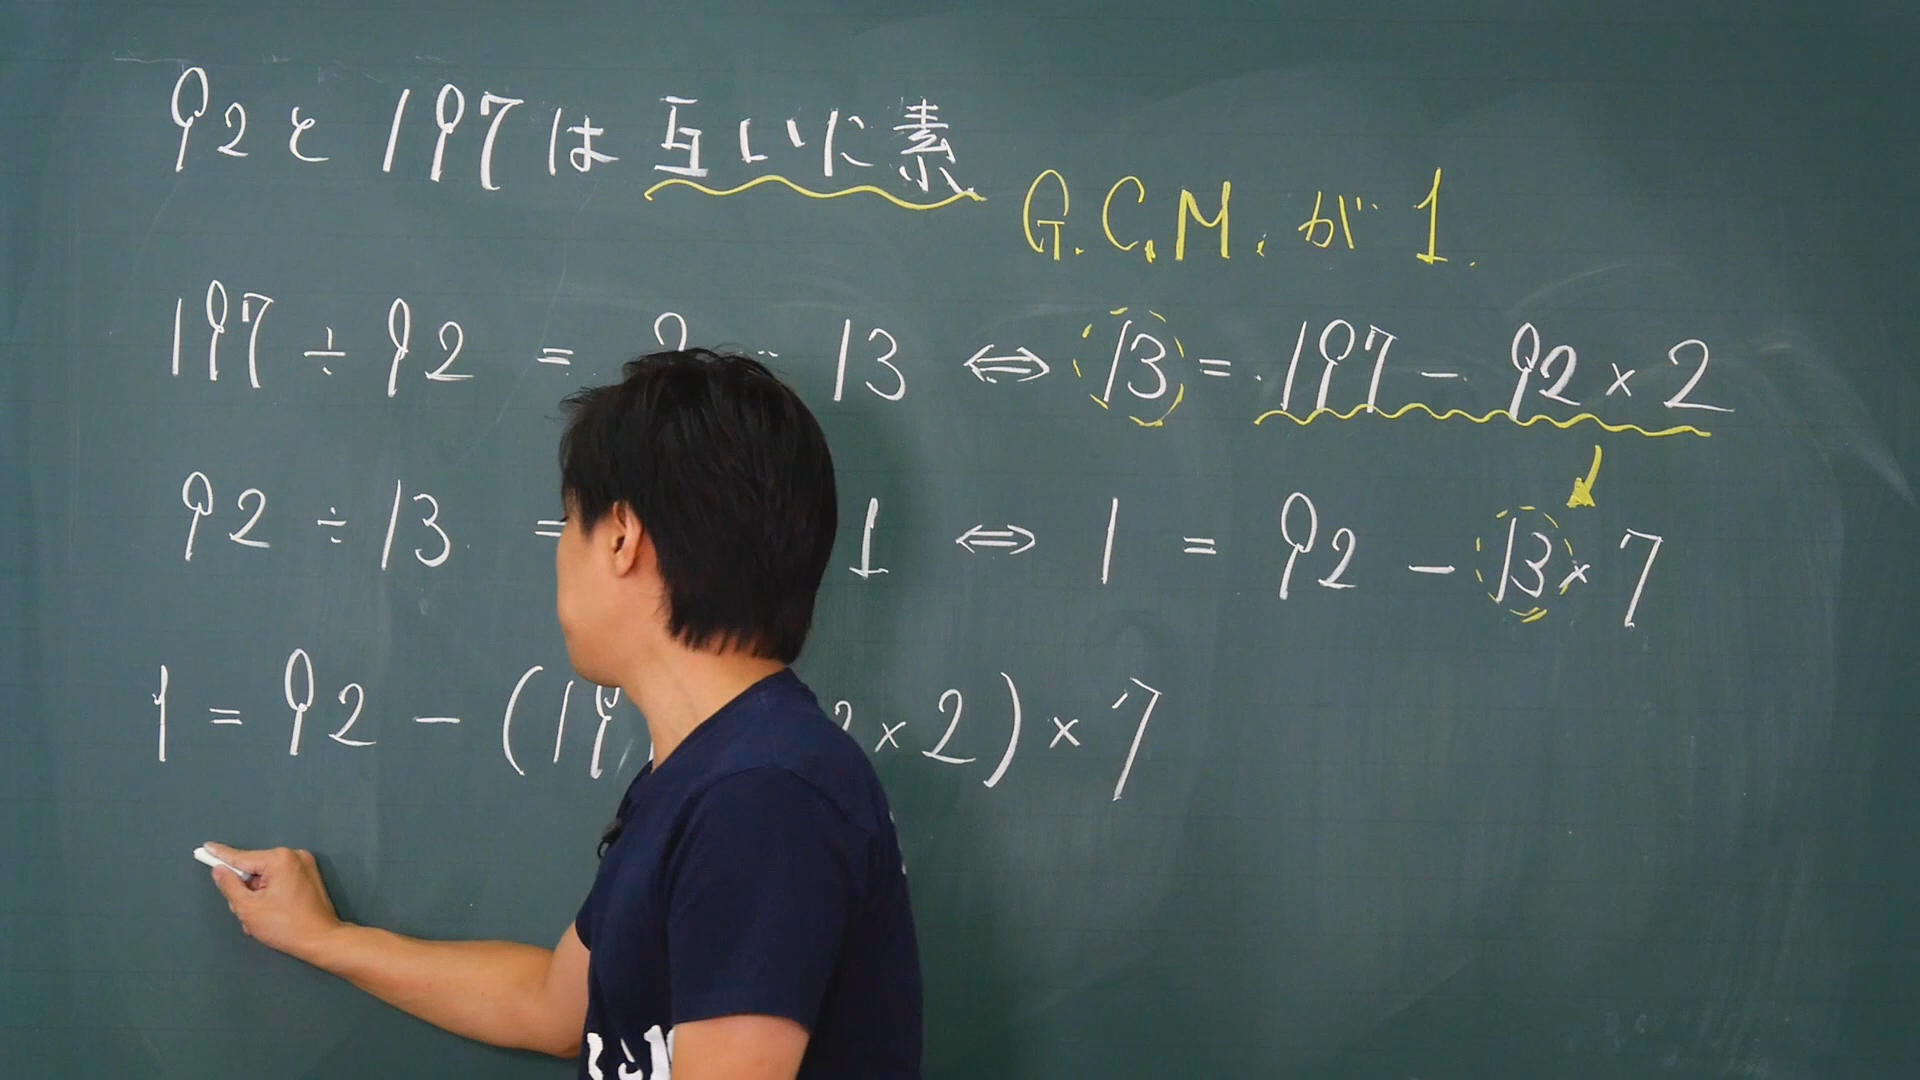 92と197は互いに素
G.C.M.が1.
197÷92 = 2 … 13 ⇔ 13 = 197 - 92×2
92÷13 = 1 ⇔ 1 = 92 - 13×7
1 = 92 - (19 2×2)×7